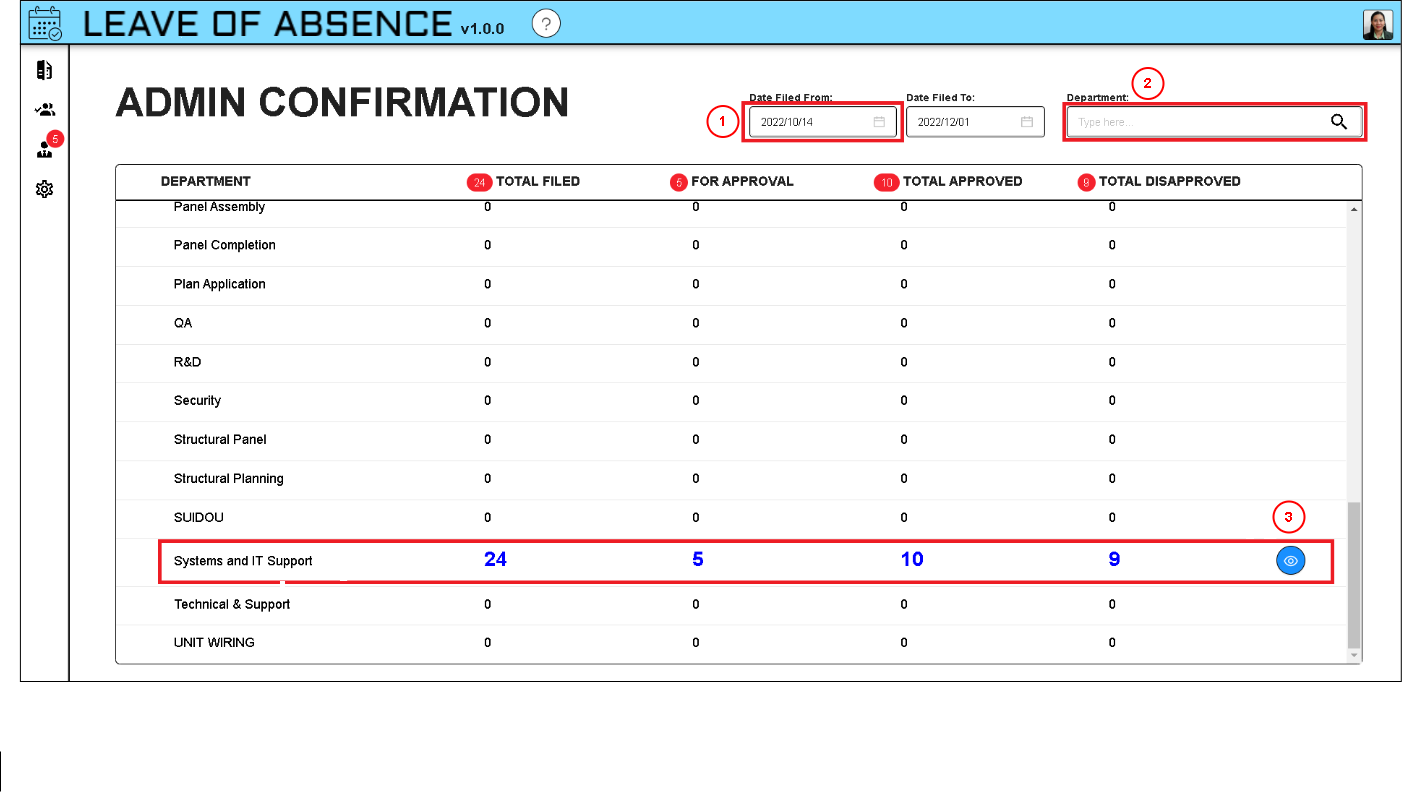 LEAVE OF ABSENCE v1.0.0 ?
5
ADMIN CONFIRMATION
1
2
Date Filed From: Date Filed To: Department:
2022/10/14 2022/12/01 Type here...
DEPARTMENT 24 TOTAL FILED 5 FOR APPROVAL 10 TOTAL APPROVED 9 TOTAL DISAPPROVED
Panel Assembly 0 0 0 0
Panel Completion 0 0 0 0
Plan Application 0 0 0 0
QA 0 0 0 0
R&D 0 0 0 0
Security 0 0 0 0
Structural Panel 0 0 0 0
Structural Planning 0 0 0 0
SUIDOU 0 0 0 0
3
Systems and IT Support 24 5 10 9
Technical & Support 0 0 0 0
UNIT WIRING 0 0 0 0